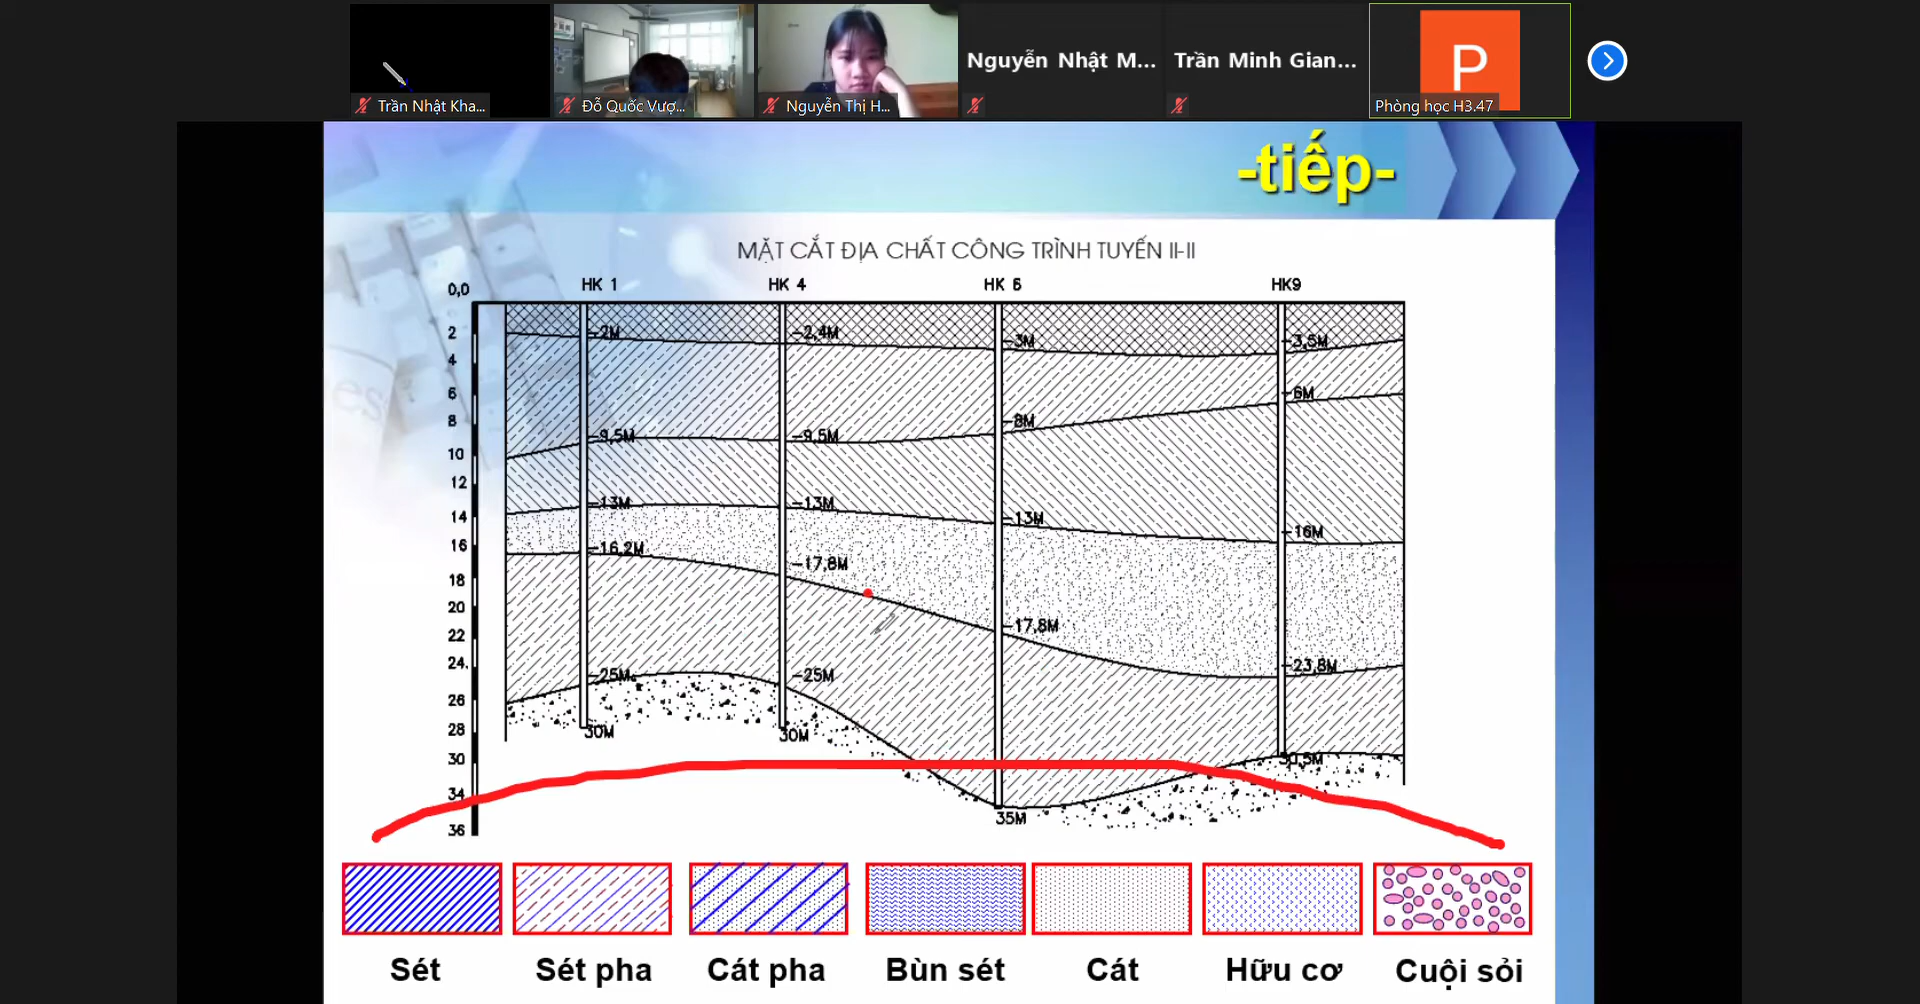 Trần Nhật Kha...
Đỗ Quốc Vượ...
Nguyễn Thị H...
Nguyễn Nhật M...
Trần Minh Gian...
P
Phòng học H3.47
-tiếp-
MẶT CẮT ĐỊA CHẤT CÔNG TRÌNH TUYẾN II-II
HK 1
HK 4
HK 6
HK9
0,0
2
4
6
8
10
12
14
16
18
20
22
24.
26
28
30
34
36
-2M
-2,4M
-3M
-3,5M
-6M
-8M
-9,5M
-9,5M
-13M
-13M
-13M
-16M
-16,2M
-17,8M
-17,8M
-23,8M
-25M
-25M
30M
30M
30,5M
35M
Sét
Sét pha
Cát pha
Bùn sét
Cát
Hữu cơ
Cuội sỏi